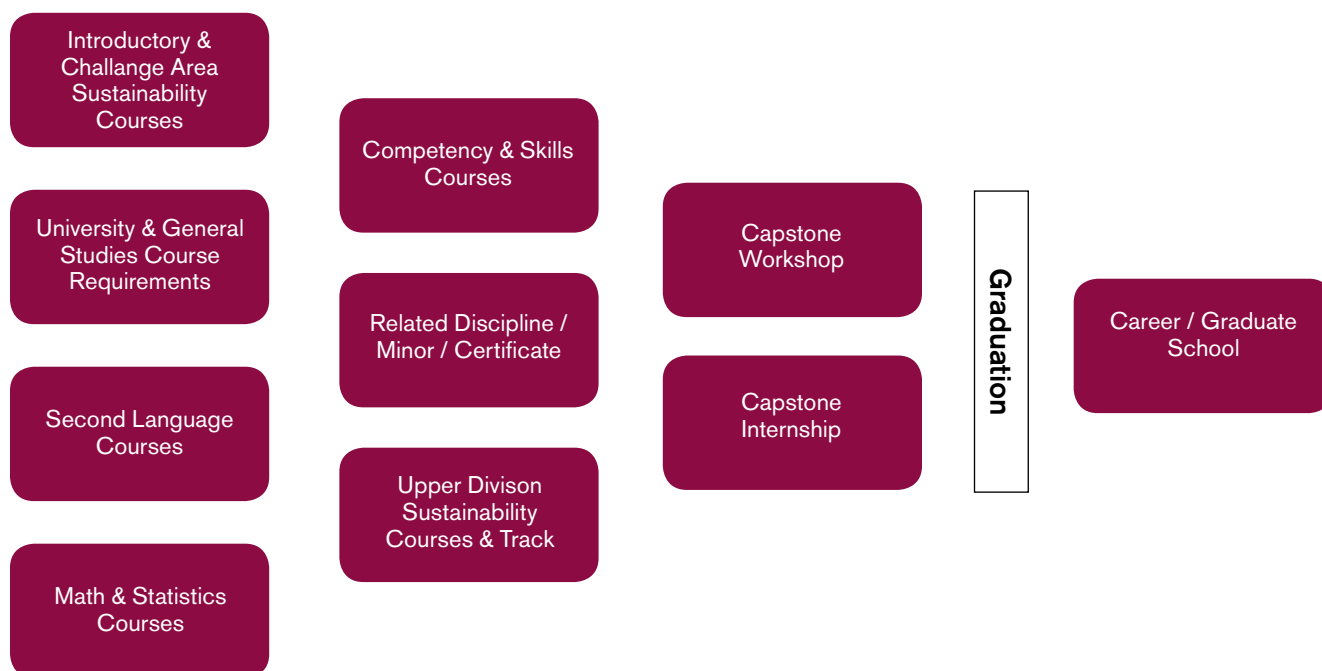 Introductory &
Challange Area
Sustainability
Courses
University & General
Studies Course
Requirements
Second Language
Courses
Math & Statistics
Courses
Competency & Skills
Courses
Related Discipline /
Minor / Certificate
Upper Divison
Sustainability
Courses & Track
Capstone
Workshop
Capstone
Internship
Graduation
Career / Graduate
School